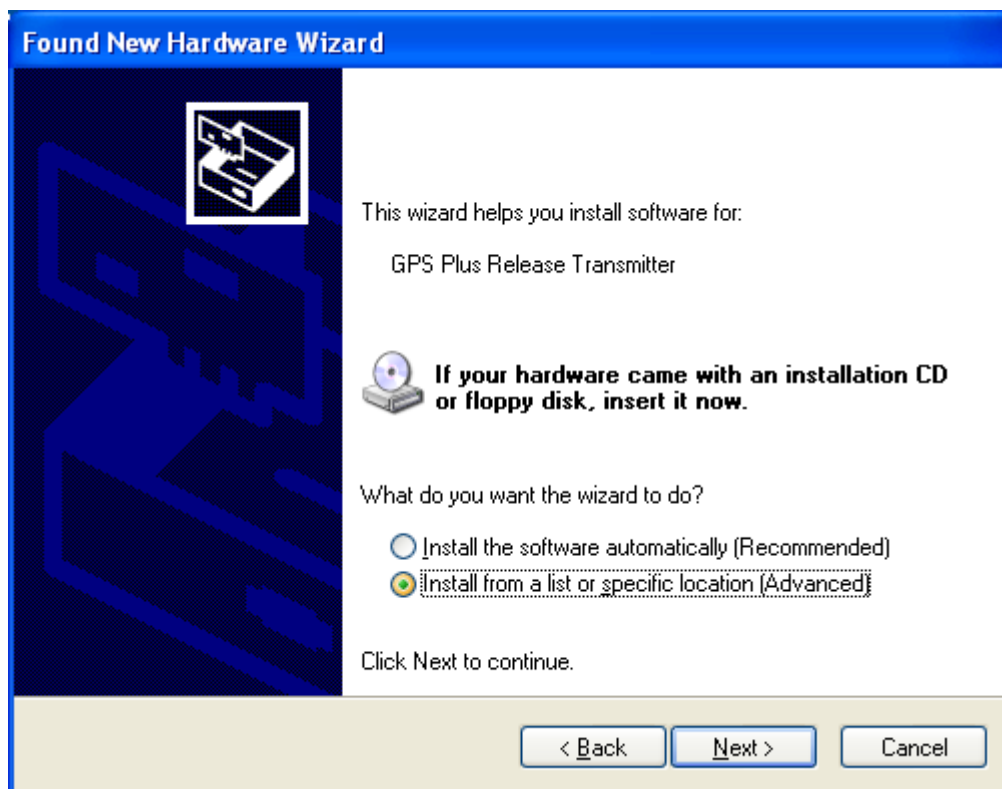 Found New Hardware Wizard
This wizard helps you install software for:
GPS Plus Release Transmitter
If your hardware came with an installation CD
or floppy disk, insert it now.
What do you want the wizard to do?
Install the software automatically (Recommended)
Install from a list or specific location (Advanced)
Click Next to continue.
< Back Next > Cancel